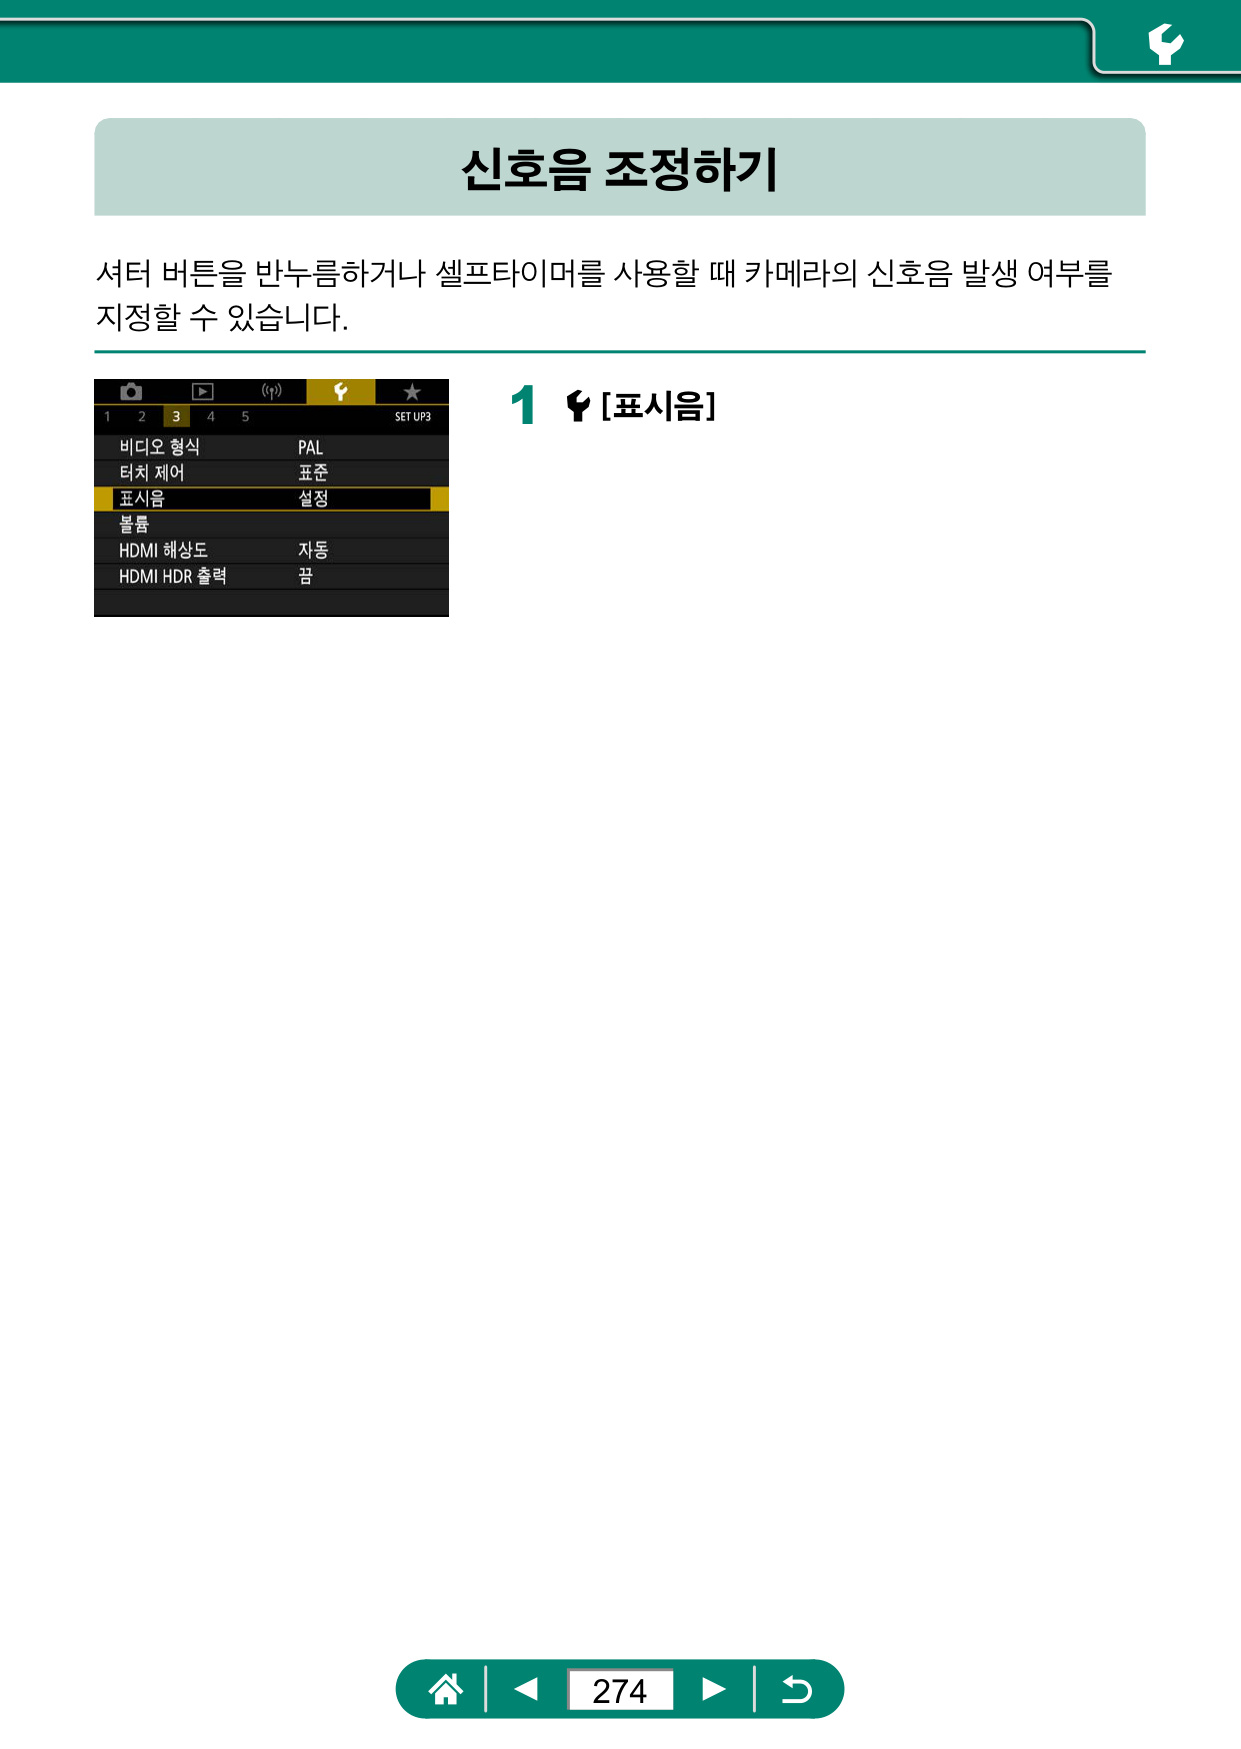 신호음 조정하기
셔터 버튼을 반누름하거나 셀프타이머를 사용할 때 카메라의 신호음 발생 여부를
지정할 수 있습니다.
1 2 3 4 5 SET UP3
비디오 형식 PAL
터치 제어 표준
표시음 설정
볼륨
HDMI 해상도 자동
HDMI HDR 출력 끔
1 [표시음]
274